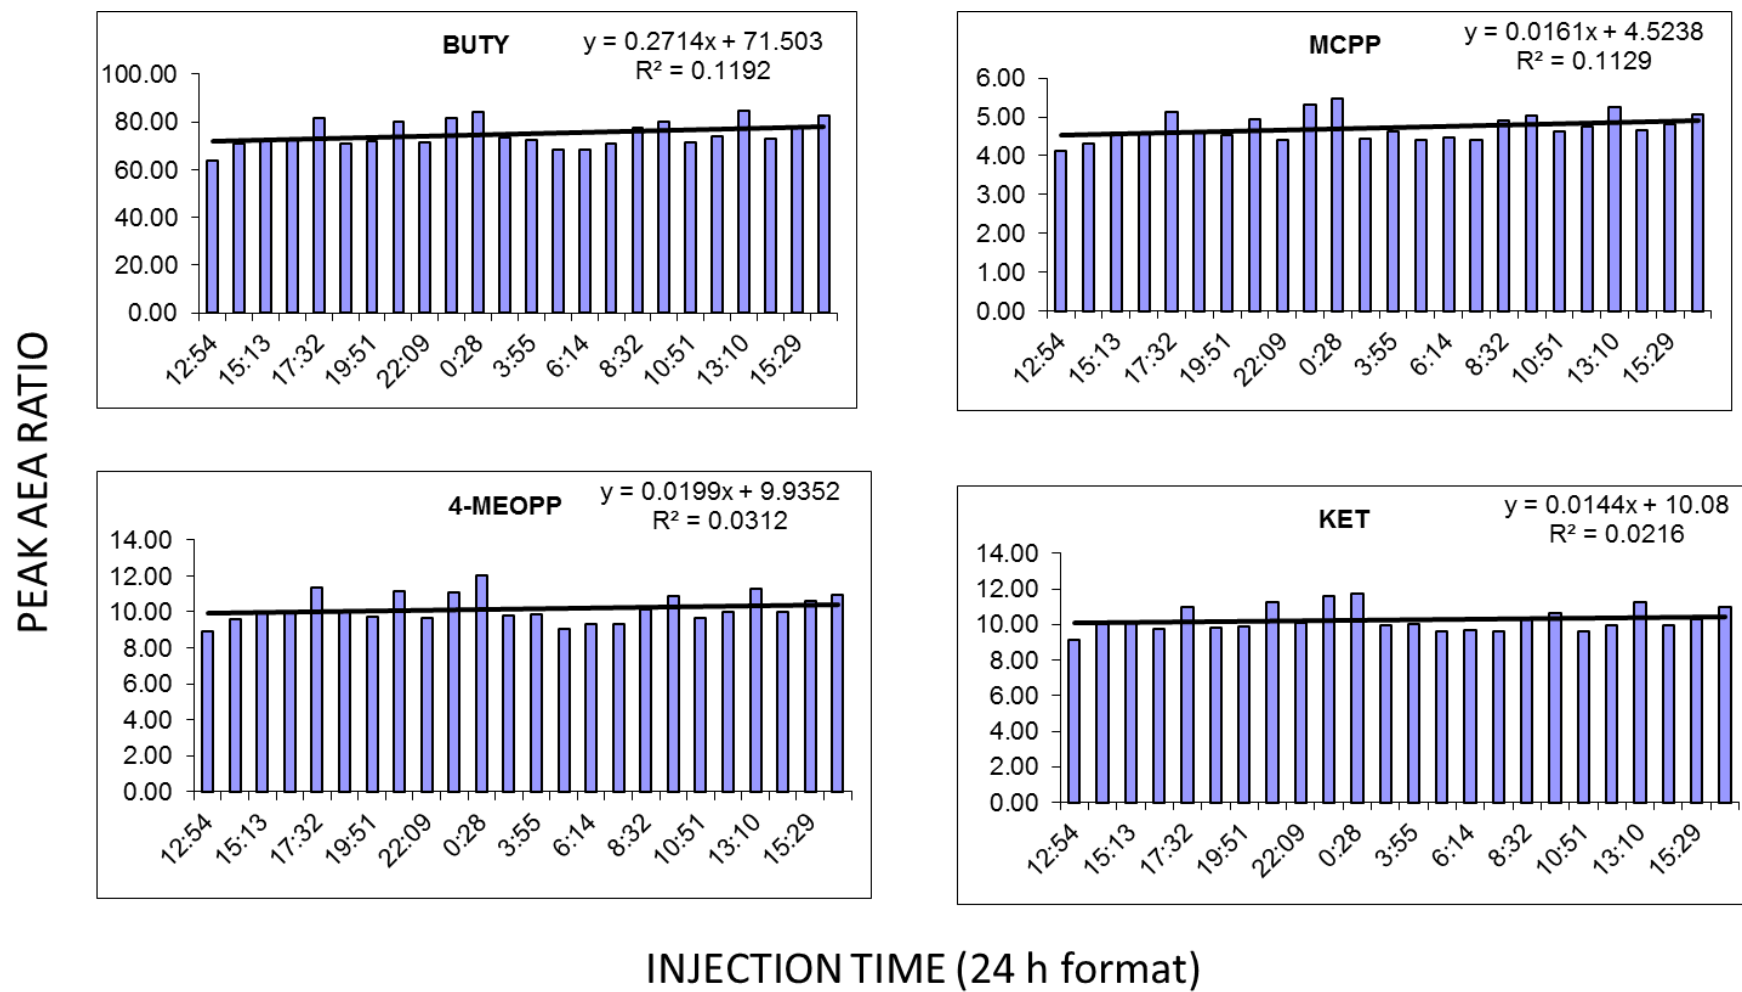 BUTY
y = 0.2714x + 71.503
R² = 0.1192
100.00
80.00
60.00
40.00
20.00
0.00
12:54 15:13 17:32 19:51 22:09 0:28 3:55 6:14 8:32 10:51 13:10 15:29
MCPP
y = 0.0161x + 4.5238
R² = 0.1129
6.00
5.00
4.00
3.00
2.00
1.00
0.00
12:54 15:13 17:32 19:51 22:09 0:28 3:55 6:14 8:32 10:51 13:10 15:29
PEAK AEA RATIO
4-MEOPP
y = 0.0199x + 9.9352
R² = 0.0312
14.00
12.00
10.00
8.00
6.00
4.00
2.00
0.00
12:54 15:13 17:32 19:51 22:09 0:28 3:55 6:14 8:32 10:51 13:10 15:29
KET
y = 0.0144x + 10.08
R² = 0.0216
14.00
12.00
10.00
8.00
6.00
4.00
2.00
0.00
12:54 15:13 17:32 19:51 22:09 0:28 3:55 6:14 8:32 10:51 13:10 15:29
INJECTION TIME (24 h format)